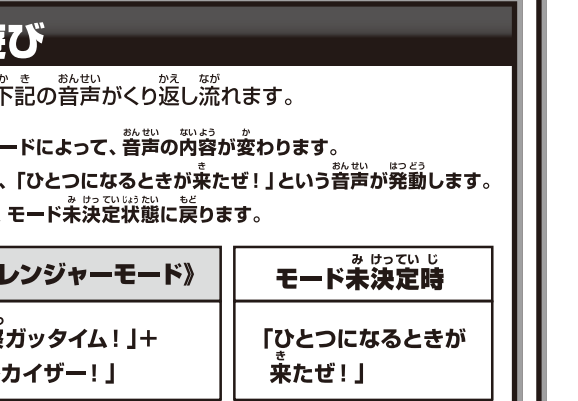 び
下記の音声がくり返し流れます。
ードによって、音声の内容が変わります。
、「ひとつになるときが来たぜ！」という音声が発動します。
モード未決定状態に戻ります。
レンジャーモード》
モード未決定時
ガッタイム！」＋
カイザー！」
「ひとつになるときが
来たぜ！」